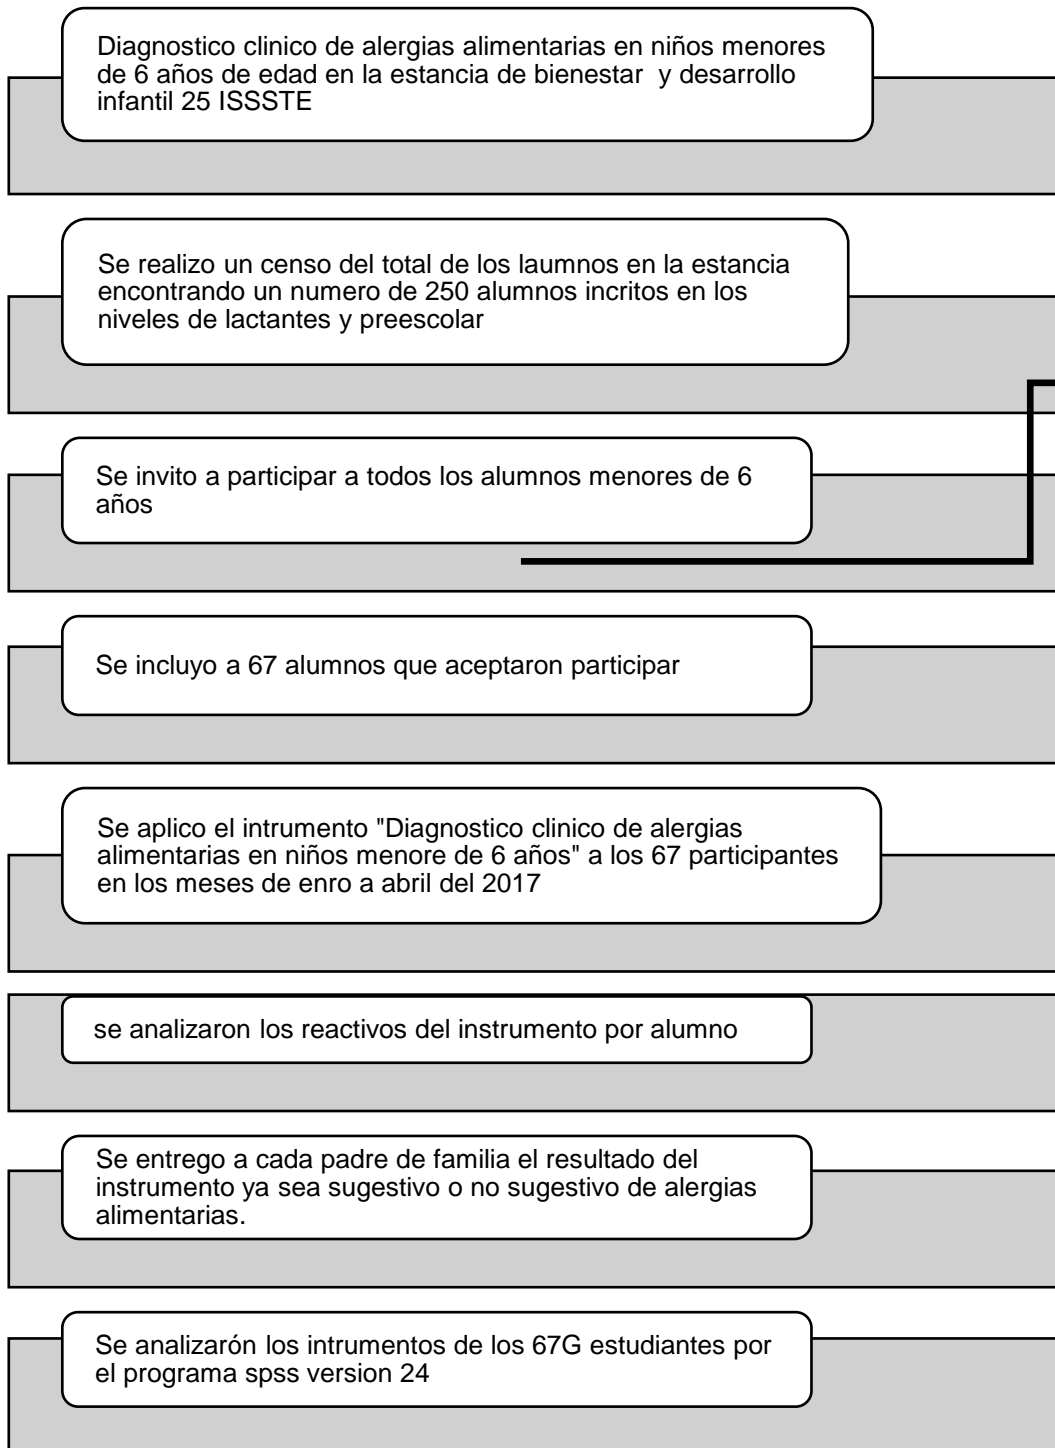 Diagnostico clinico de alergias alimentarias en niños menores
de 6 años de edad en la estancia de bienestar y desarrollo
infantil 25 ISSSTE
Se realizo un censo del total de los laumnos en la estancia
encontrando un numero de 250 alumnos incritos en los
niveles de lactantes y preescolar
Se invito a participar a todos los alumnos menores de 6
años
Se incluyo a 67 alumnos que aceptaron participar
Se aplico el intrumento "Diagnostico clinico de alergias
alimentarias en niños menore de 6 años" a los 67 participantes
en los meses de enro a abril del 2017
se analizaron los reactivos del instrumento por alumno
Se entrego a cada padre de familia el resultado del
instrumento ya sea sugestivo o no sugestivo de alergias
alimentarias.
Se analizarón los intrumentos de los 67G estudiantes por
el programa spss version 24